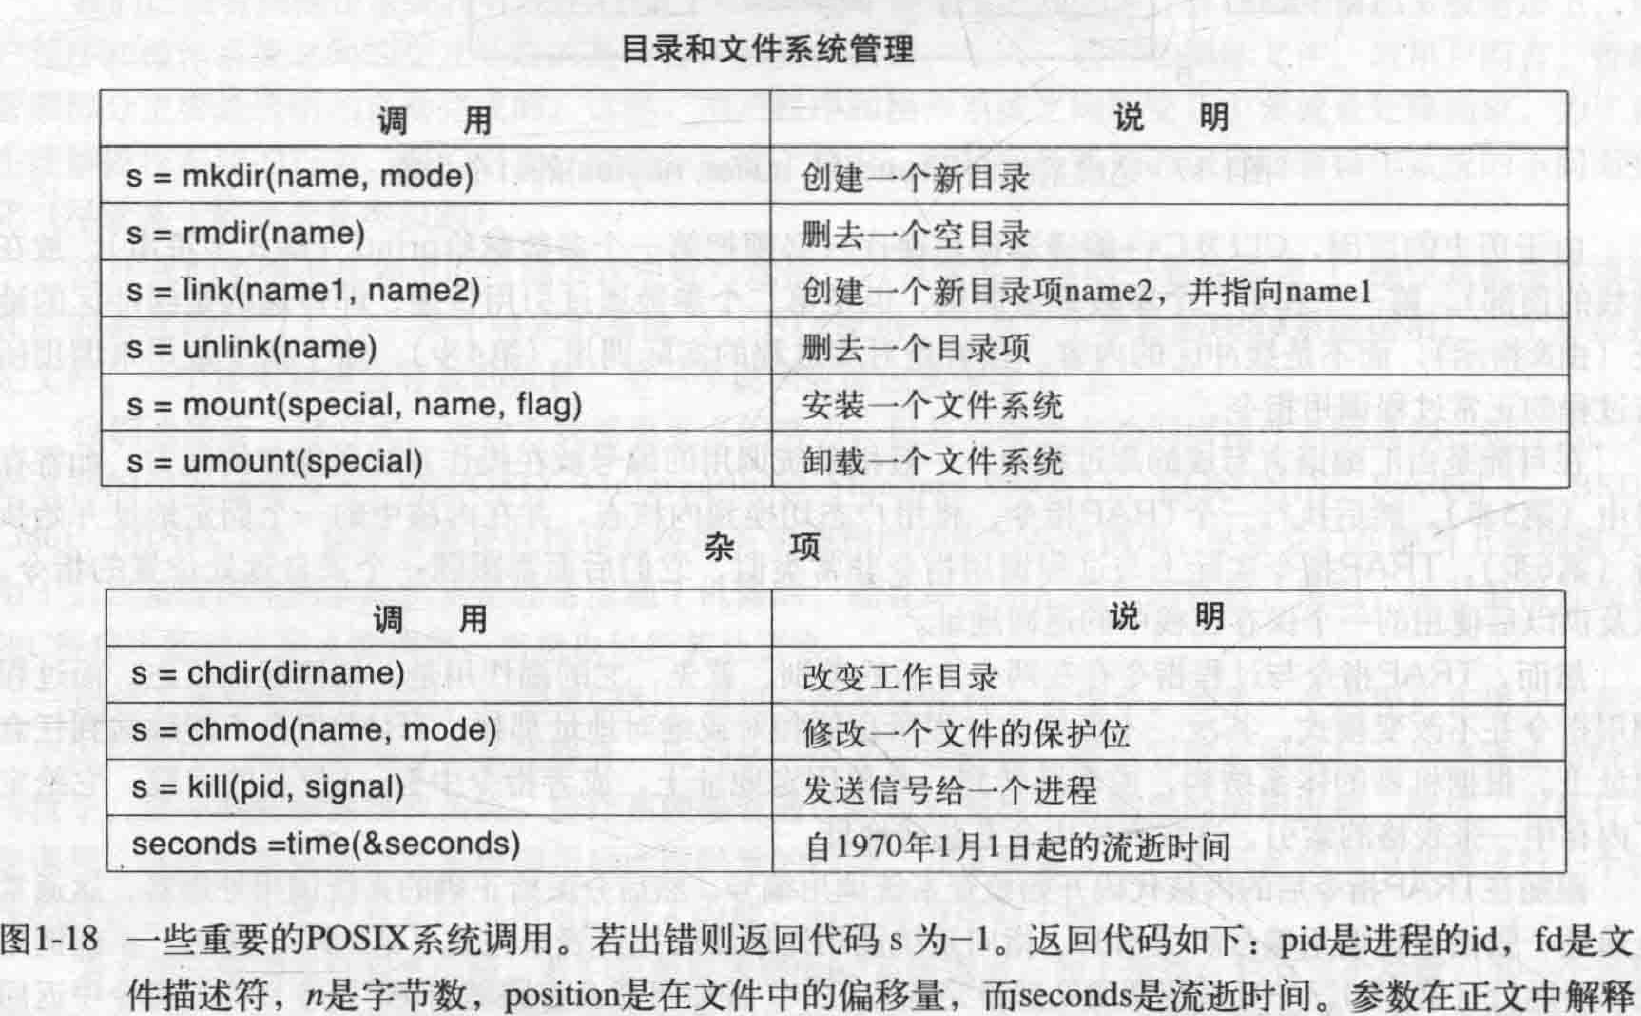 目录和文件系统管理
调 用 说 明
s = mkdir(name, mode) 创建一个新目录
s = rmdir(name) 删去一个空目录
s = link(name1, name2) 创建一个新目录项name2，并指向name1
s = unlink(name) 删去一个目录项
s = mount(special, name, flag) 安装一个文件系统
s = umount(special) 卸载一个文件系统
杂 项
调 用 说 明
s = chdir(dirname) 改变工作目录
s = chmod(name, mode) 修改一个文件的保护位
s = kill(pid, signal) 发送信号给一个进程
seconds =time(&seconds) 自1970年1月1日起的流逝时间
图1-18 一些重要的POSIX系统调用。若出错则返回代码 s 为–1。返回代码如下：pid是进程的id，fd是文
件描述符，n是字节数，position是在文件中的偏移量，而seconds是流逝时间。参数在正文中解释